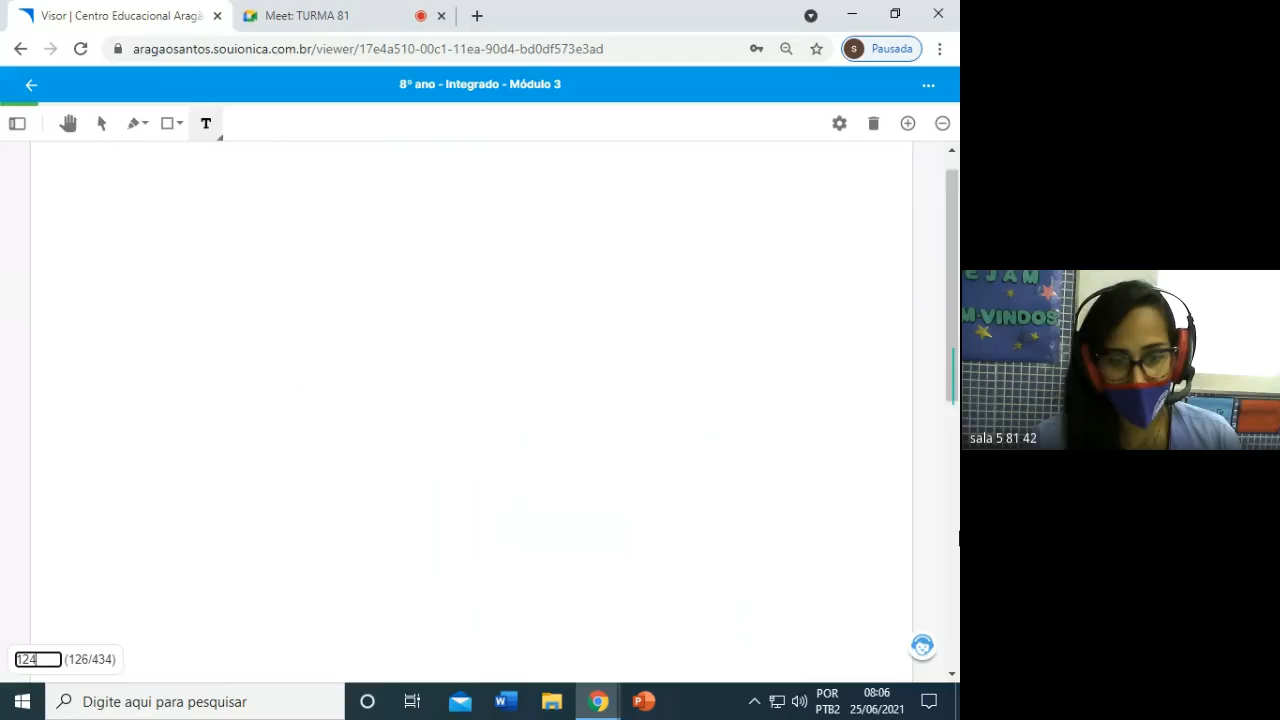 Visor | Centro Educacional Aragã
Meet: TURMA 81
aragaosantos.souionica.com.br/viewer/17e4a510-00c1-11ea-90d4-bd0df573e3ad
S
Pausada
8º ano - Integrado - Módulo 3
T
EJAM
M-VINDOS
sala 5 81 42
124
(126/434)
Digite aqui para pesquisar
W
P
POR
PTB2
08:06
25/06/2021